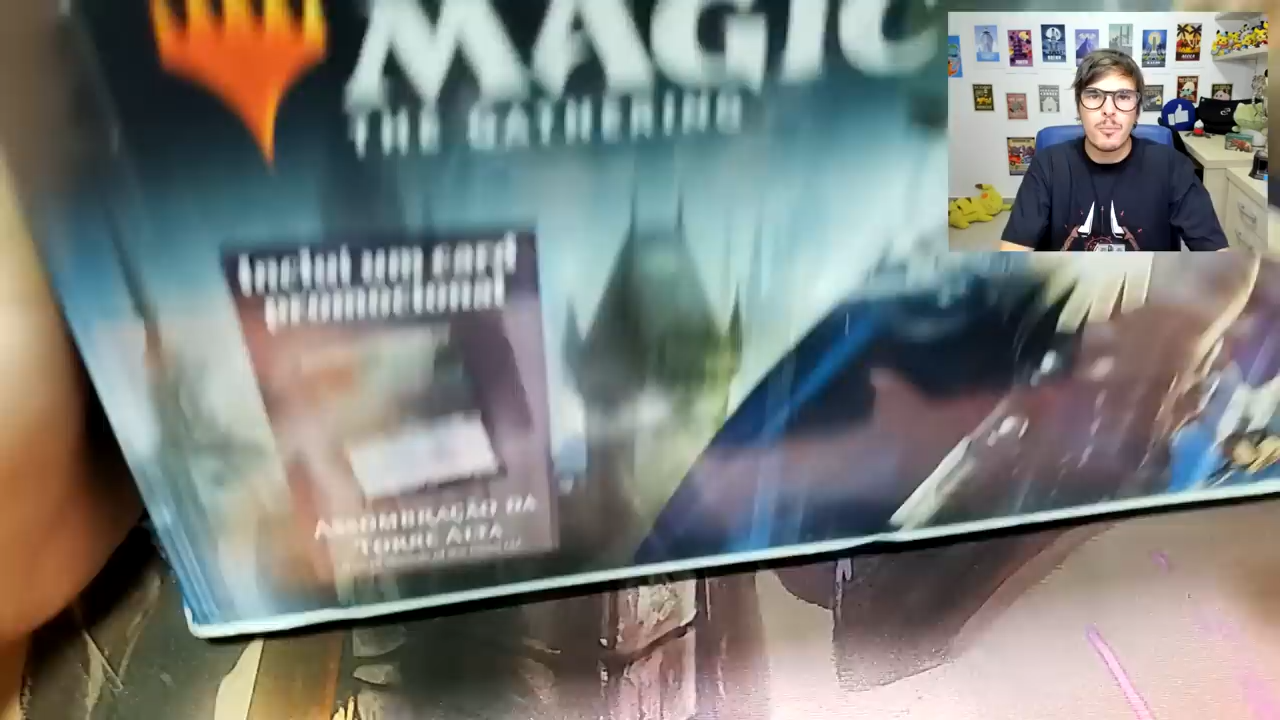 MAGIC
THE GATHERING
Inclui um card
promocional
ASSOMBRAÇÃO DA
TORRE ALTA